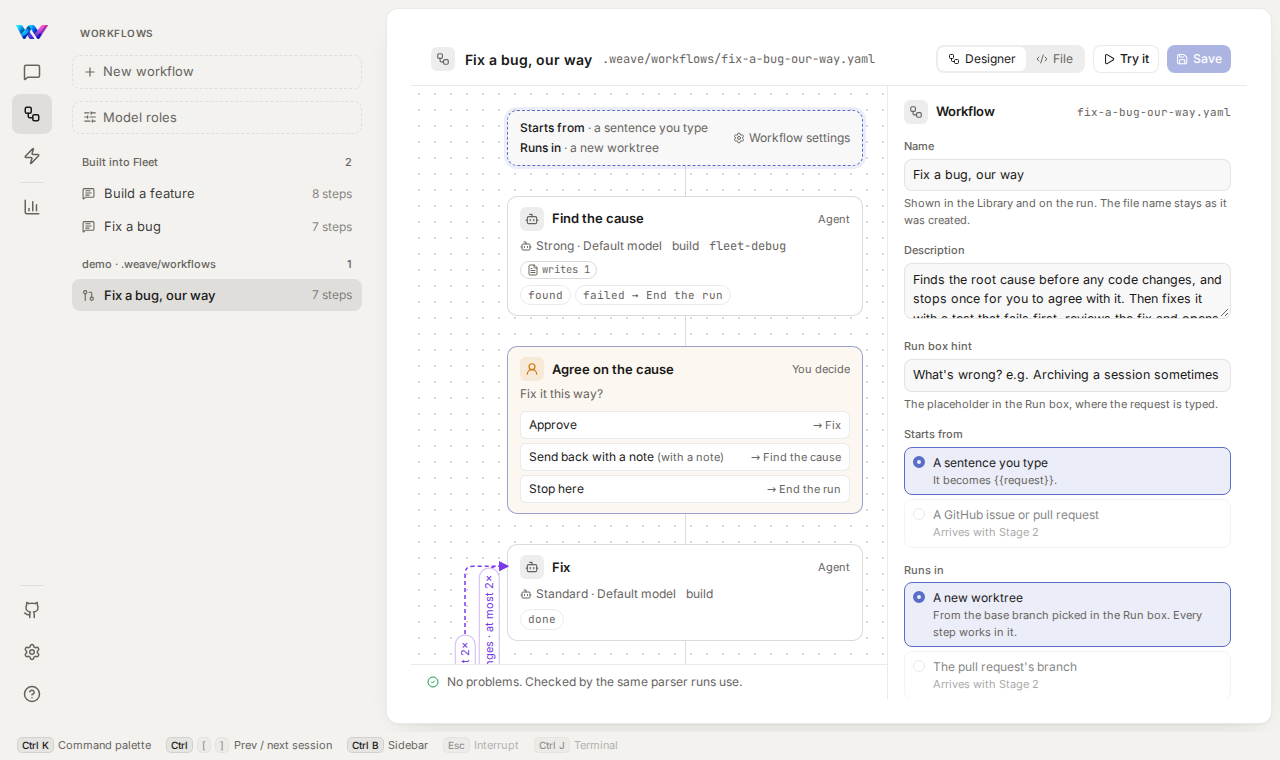 WORKFLOWS
New workflow
Model roles
Built into Fleet 2
Build a feature 8 steps
Fix a bug 7 steps
demo · .weave/workflows 1
Fix a bug, our way 7 steps
Fix a bug, our way .weave/workflows/fix-a-bug-our-way.yaml
Designer File Try it Save
Starts from · a sentence you type
Runs in · a new worktree
Workflow settings
Find the cause Agent
Strong · Default model build fleet-debug
writes 1
found failed → End the run
Agree on the cause You decide
Fix it this way?
Approve → Fix
Send back with a note (with a note) → Find the cause
Stop here → End the run
Fix Agent
Standard · Default model build
done
at most 2×
No problems. Checked by the same parser runs use.
Workflow fix-a-bug-our-way.yaml
Name
Fix a bug, our way
Shown in the Library and on the run. The file name stays as it
was created.
Description
Finds the root cause before any code changes, and
stops once for you to agree with it. Then fixes it
with a test that fails first, reviews the fix and opens
Run box hint
What's wrong? e.g. Archiving a session sometimes
The placeholder in the Run box, where the request is typed.
Starts from
A sentence you type
It becomes {{request}}.
A GitHub issue or pull request
Arrives with Stage 2
Runs in
A new worktree
From the base branch picked in the Run box. Every
step works in it.
The pull request's branch
Arrives with Stage 2
Ctrl K Command palette Ctrl [ ] Prev / next session Ctrl B Sidebar Esc Interrupt Ctrl J Terminal